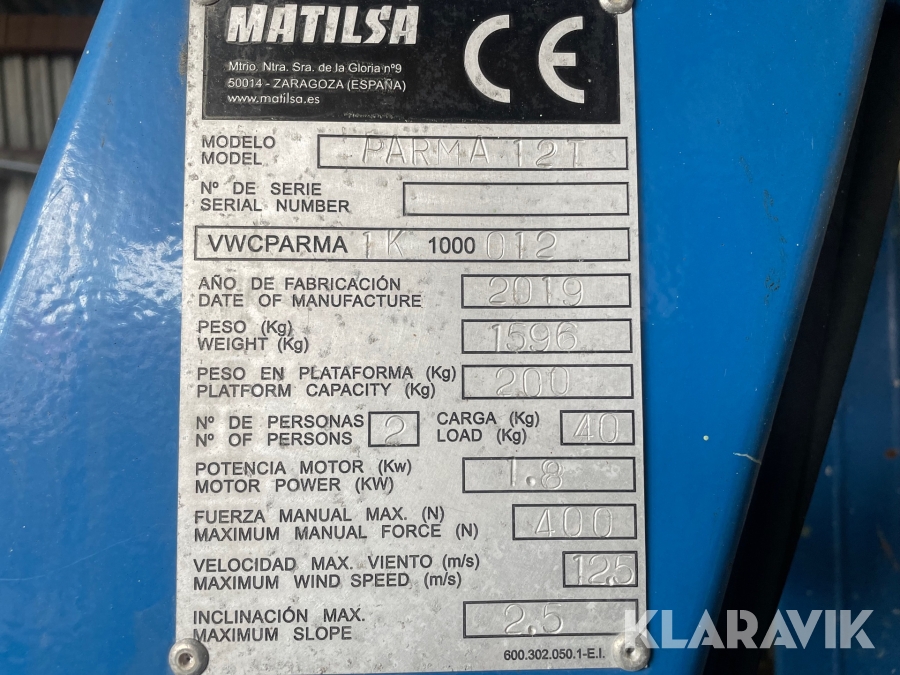 MATILSA
CE
Mtrio. Ntra. Sra. de la Gloria nº9
50014 - ZARAGOZA (ESPAÑA)
www.matilsa.es
MODELO
MODEL
PARMA 12T
Nº DE SERIE
SERIAL NUMBER
VWCPARMA 1K 1000 012
AÑO DE FABRICACIÓN
DATE OF MANUFACTURE
2019
PESO (Kg)
WEIGHT (Kg)
1596
PESO EN PLATAFORMA (Kg)
PLATFORM CAPACITY (Kg)
200
Nº DE PERSONAS
Nº OF PERSONS
2
CARGA (Kg)
LOAD (Kg)
40
POTENCIA MOTOR (Kw)
MOTOR POWER (KW)
1.8
FUERZA MANUAL MAX. (N)
MAXIMUM MANUAL FORCE (N)
400
VELOCIDAD MAX. VIENTO (m/s)
MAXIMUM WIND SPEED (m/s)
12.5
INCLINACIÓN MAX.
MAXIMUM SLOPE
2,5
600.302.050.1-E.I.
KLARAVIK